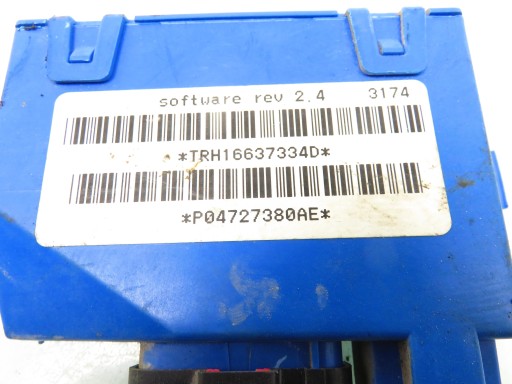 software rev 2.4 3174
*TRH16637334D*
*P04727380AE*